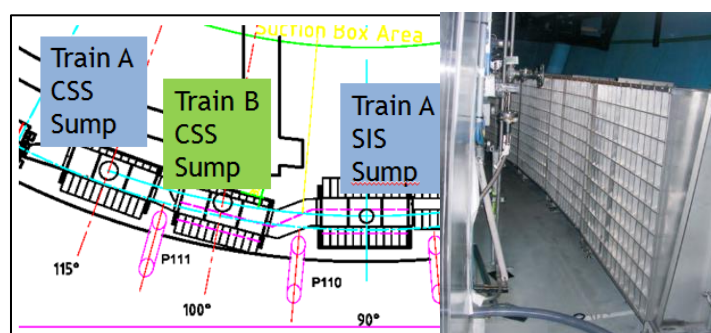 Suction Box Area
Train A
CSS
Sump
Train B
CSS
Sump
Train A
SIS
Sump
115°
P111
100°
P110
90°